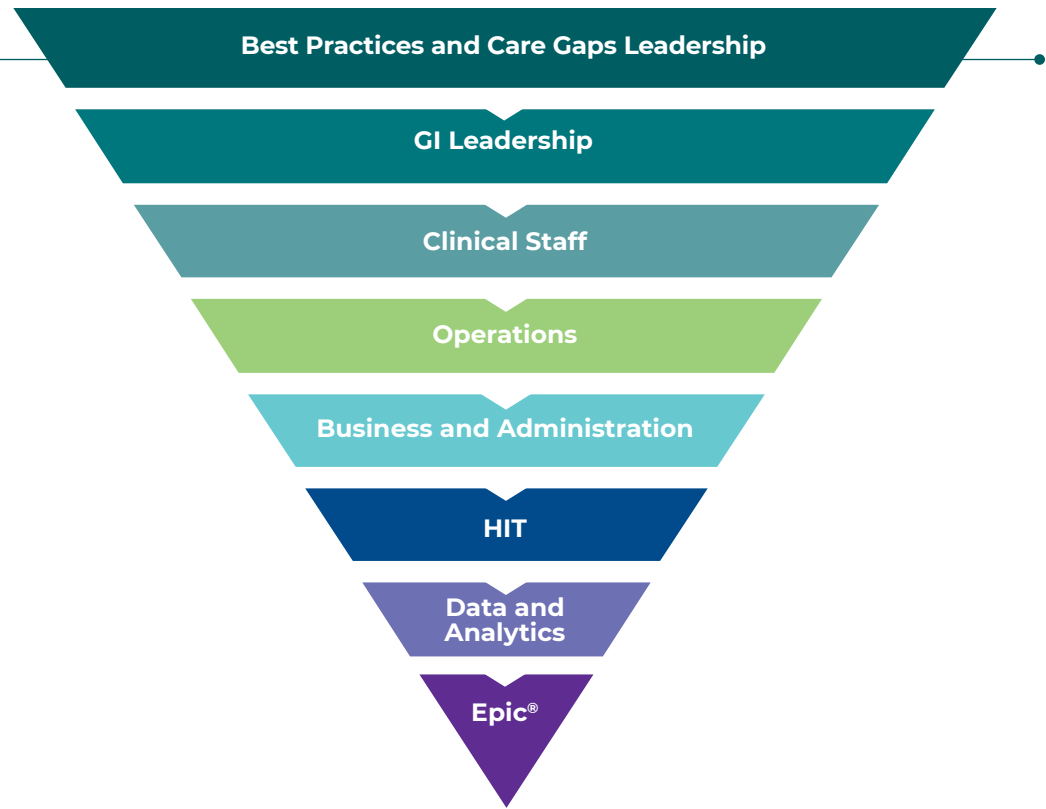 Best Practices and Care Gaps Leadership
GI Leadership
Clinical Staff
Operations
Business and Administration
HIT
Data and
Analytics
Epic®